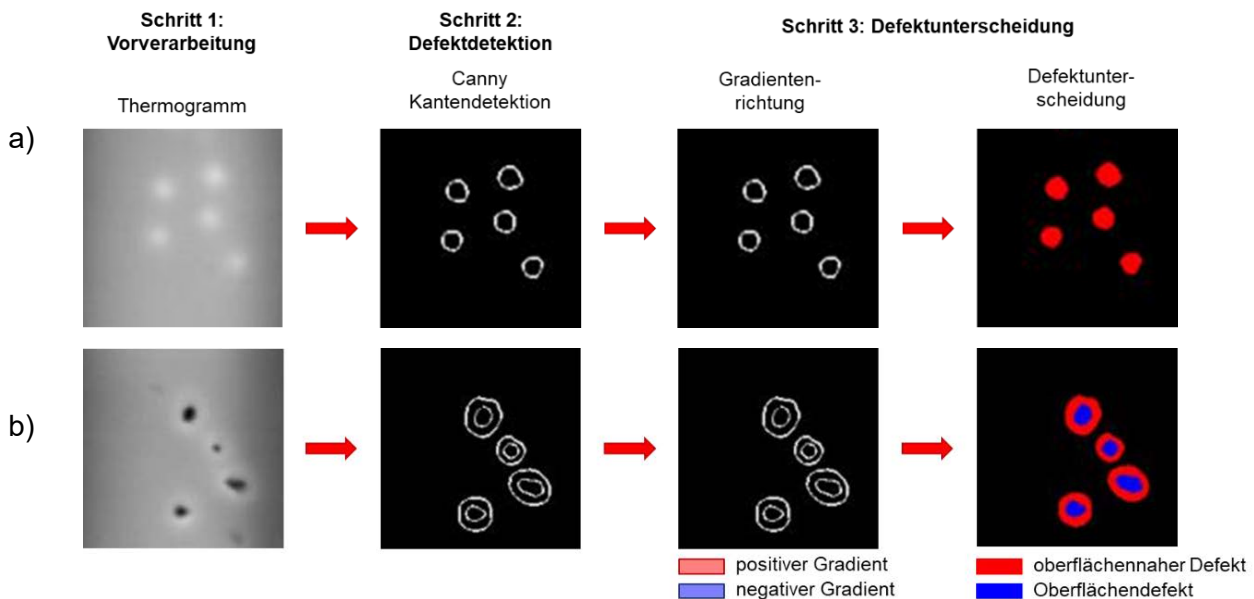 Schritt 1:
Vorverarbeitung
Schritt 2:
Defektdetektion
Schritt 3: Defektunterscheidung
Thermogramm
Canny
Kantendetektion
Gradienten-
richtung
Defektunter-
scheidung
a)
b)
positiver Gradient
negativer Gradient
oberflächennaher Defekt
Oberflächendefekt